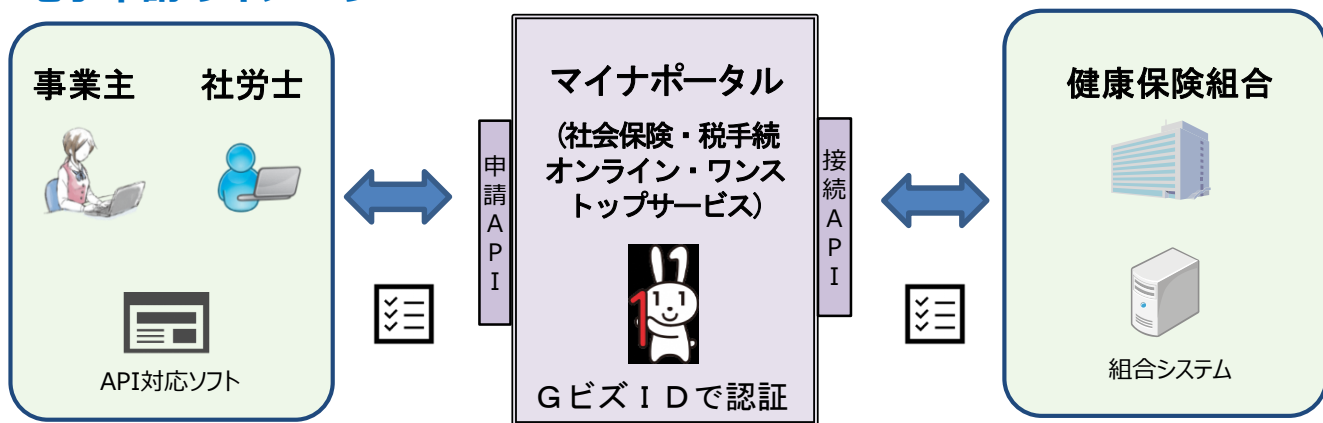 事業主 社労士
API対応ソフト
申請API
マイナポータル
(社会保険・税手続
オンライン・ワンス
トップサービス)
1
GビズIDで認証
接続API
健康保険組合
組合システム